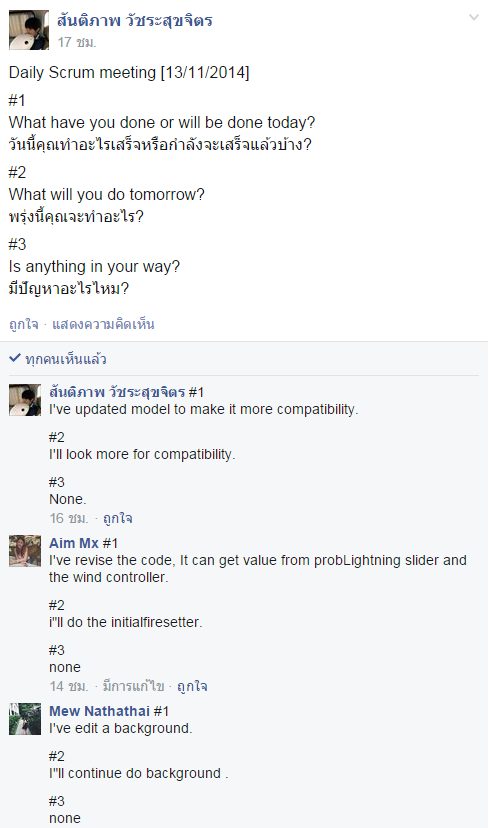 สันติภาพ วัชระสุขจิตร
17 ชม.
Daily Scrum meeting [13/11/2014]
#1
What have you done or will be done today?
วันนี้คุณทำอะไรเสร็จหรือกำลังจะเสร็จแล้วบ้าง?
#2
What will you do tomorrow?
พรุ่งนี้คุณจะทำอะไร?
#3
Is anything in your way?
มีปัญหาอะไรไหม?
ถูกใจ · แสดงความคิดเห็น
ทุกคนเห็นแล้ว
สันติภาพ วัชระสุขจิตร #1
I've updated model to make it more compatibility.
#2
I'll look more for compatibility.
#3
None.
16 ชม. · ถูกใจ
Aim Mx #1
I've revise the code, It can get value from probLightning slider and
the wind controller.
#2
i"ll do the initialfiresetter.
#3
none
14 ชม. · มีการแก้ไข · ถูกใจ
Mew Nathathai #1
I've edit a background.
#2
I"ll continue do background .
#3
none